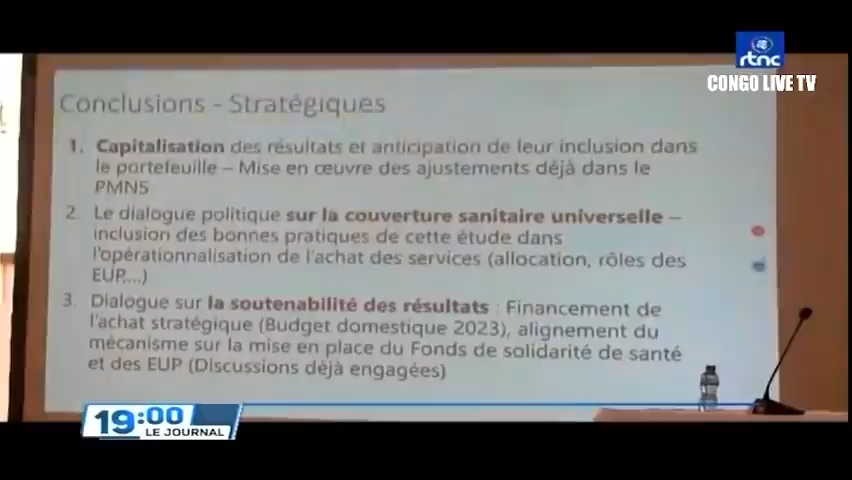 rtnc
CONGO LIVE TV
Conclusions - Stratégiques
1. Capitalisation des résultats et anticipation de leur inclusion dans
le portefeuille – Mise en œuvre des ajustements déjà dans le
PMNS
2. Le dialogue politique sur la couverture sanitaire universelle –
inclusion des bonnes pratiques de cette étude dans
l'opérationnalisation de l'achat des services (allocation, rôles des
EUP,...)
3. Dialogue sur la soutenabilité des résultats : Financement de
l'achat stratégique (Budget domestique 2023), alignement du
mécanisme sur la mise en place du Fonds de solidarité de santé
et des EUP (Discussions déjà engagées)
19:00
LE JOURNAL